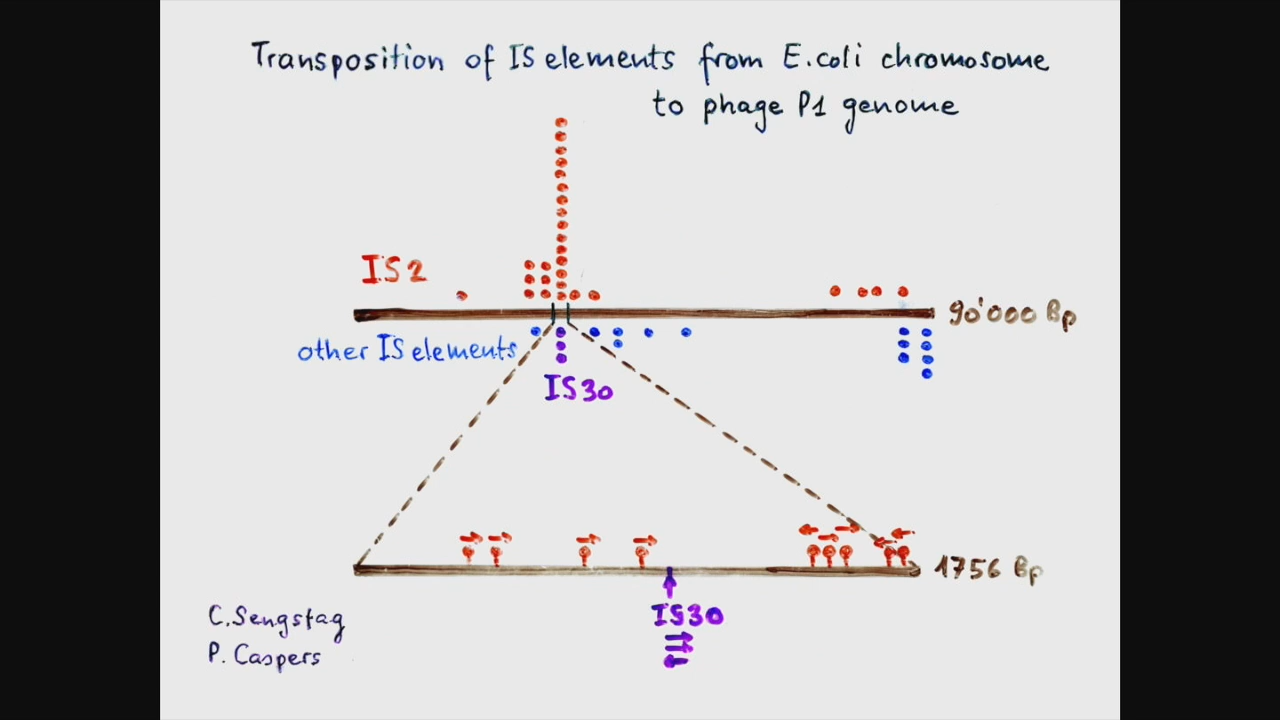 Transposition of IS elements from E.coli chromosome
to phage P1 genome
IS2
90'000 Bp
other IS elements
IS30
1756 Bp
IS30
C. Sengstag
P. Caspers